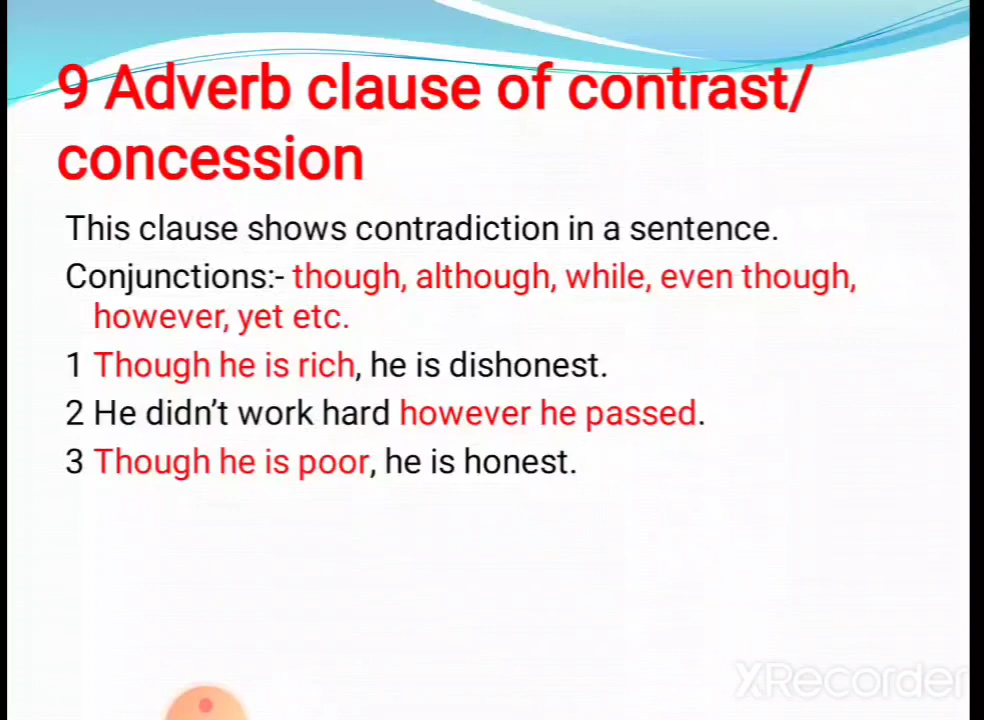 9 Adverb clause of contrast/
concession
This clause shows contradiction in a sentence.
Conjunctions:- though, although, while, even though,
however, yet etc.
1 Though he is rich, he is dishonest.
2 He didn’t work hard however he passed.
3 Though he is poor, he is honest.
XRecorder